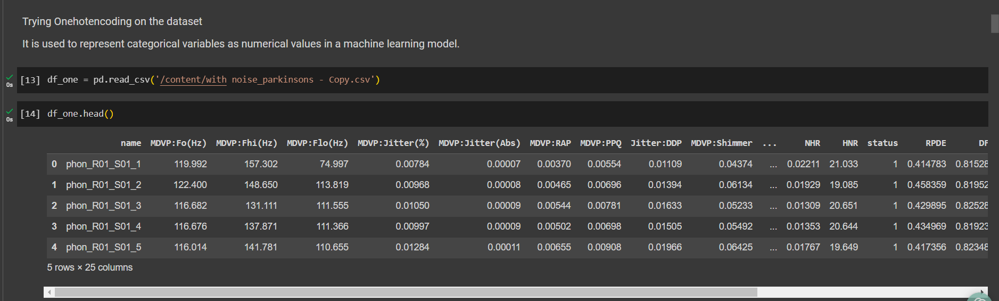 Trying Onehotencoding on the dataset
It is used to represent categorical variables as numerical values in a machine learning model.
0s [13] df_one = pd.read_csv('/content/with noise_parkinsons - Copy.csv')
0s [14] df_one.head()
name MDVP:Fo(Hz) MDVP:Fhi(Hz) MDVP:Flo(Hz) MDVP:Jitter(%) MDVP:Jitter(Abs) MDVP:RAP MDVP:PPQ Jitter:DDP MDVP:Shimmer ... NHR HNR status RPDE DF
0 phon_R01_S01_1 119.992 157.302 74.997 0.00784 0.00007 0.00370 0.00554 0.01109 0.04374 ... 0.02211 21.033 1 0.414783 0.81528
1 phon_R01_S01_2 122.400 148.650 113.819 0.00968 0.00008 0.00465 0.00696 0.01394 0.06134 ... 0.01929 19.085 1 0.458359 0.81952
2 phon_R01_S01_3 116.682 131.111 111.555 0.01050 0.00009 0.00544 0.00781 0.01633 0.05233 ... 0.01309 20.651 1 0.429895 0.82528
3 phon_R01_S01_4 116.676 137.871 111.366 0.00997 0.00009 0.00502 0.00698 0.01505 0.05492 ... 0.01353 20.644 1 0.434969 0.81923
4 phon_R01_S01_5 116.014 141.781 110.655 0.01284 0.00011 0.00655 0.00908 0.01966 0.06425 ... 0.01767 19.649 1 0.417356 0.82348
5 rows × 25 columns